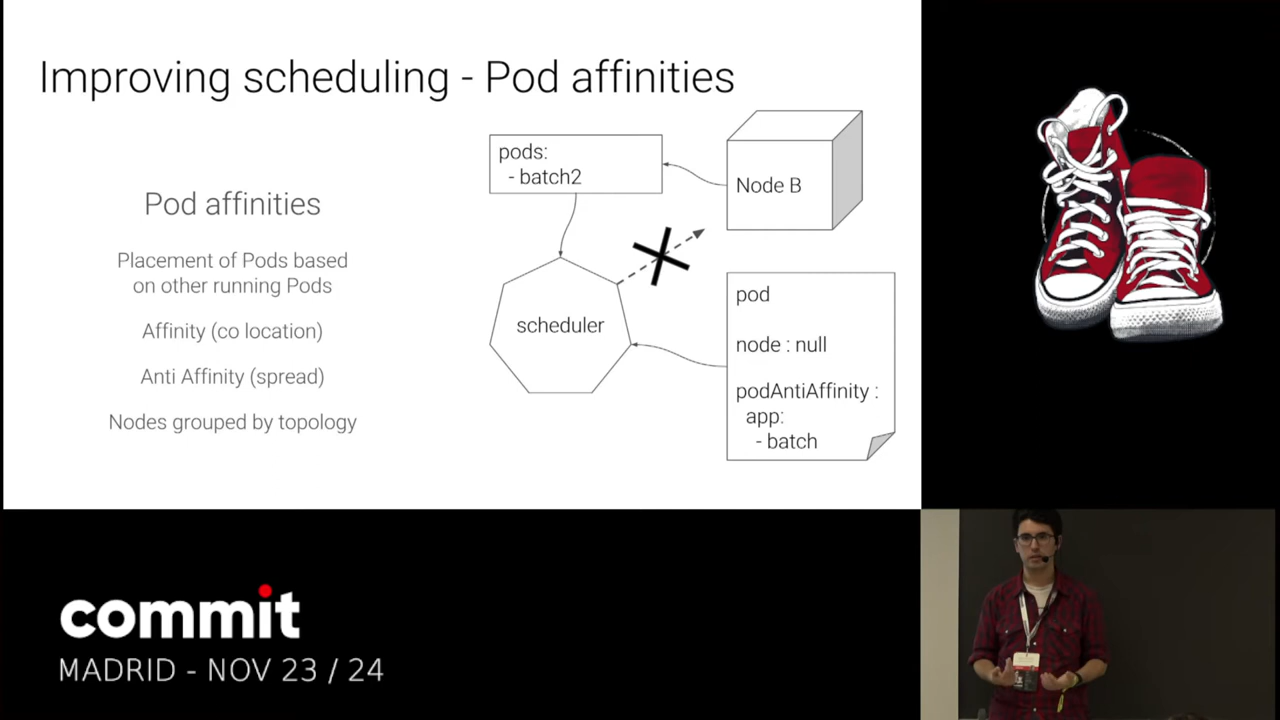 Improving scheduling - Pod affinities
Pod affinities
Placement of Pods based
on other running Pods
Affinity (co location)
Anti Affinity (spread)
Nodes grouped by topology
pods:
- batch2
Node B
scheduler
pod
node : null
podAntiAffinity :
app:
- batch
commit
MADRID - NOV 23 / 24